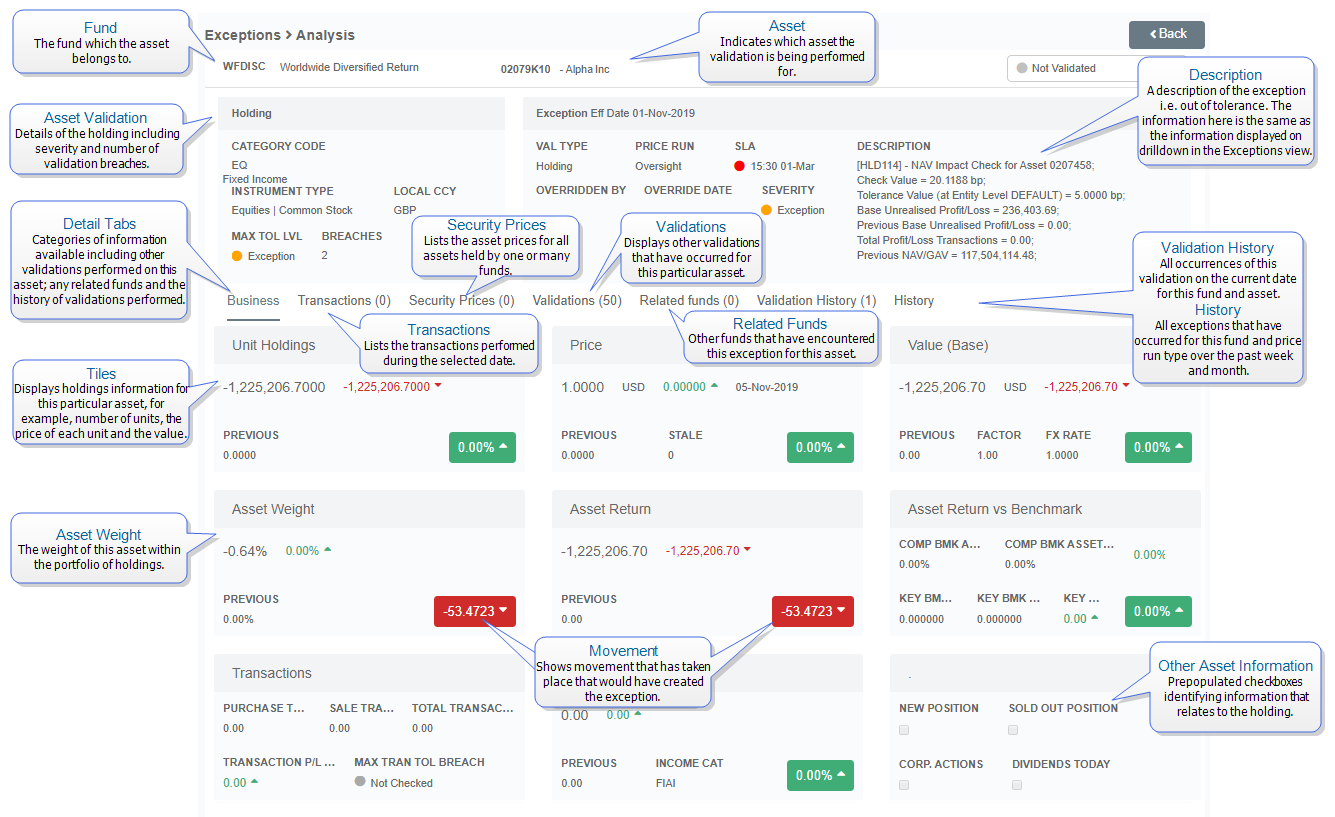 Fund
The fund which the asset
belongs to.
Exceptions > Analysis
Asset
Indicates which asset the
validation is being performed
for.
Back
WFDISC Worldwide Diversified Return
02079K10 - Alpha Inc
Not Validated
Description
A description of the exception
i.e. out of tolerance. The
information here is the same as
the information displayed on
drilldown in the Exceptions view.
Asset Validation
Details of the holding including
severity and number of
validation breaches.
Holding
CATEGORY CODE
EQ
Fixed Income
INSTRUMENT TYPE LOCAL CCY
Equities | Common Stock GBP
MAX TOL LVL BREACHES
Exception 2
Exception Eff Date 01-Nov-2019
VAL TYPE PRICE RUN SLA
Holding Oversight 15:30 01-Mar
OVERRIDDEN BY OVERRIDE DATE SEVERITY
Exception
DESCRIPTION
[HLD114] - NAV Impact Check for Asset 0207458;
Check Value = 20.1188 bp;
Tolerance Value (at Entity Level DEFAULT) = 5.0000 bp;
Base Unrealised Profit/Loss = 236,403.69;
Previous Base Unrealised Profit/Loss = 0.00;
Total Profit/Loss Transactions = 0.00;
Previous NAV/GAV = 117,504,114.48;
Detail Tabs
Categories of information
available including other
validations performed on this
asset; any related funds and the
history of validations performed.
Security Prices
Lists the asset prices for all
assets held by one or many
funds.
Validations
Displays other validations
that have occurred for
this particular asset.
Validation History
All occurrences of this
validation on the current date
for this fund and asset.
History
All exceptions that have
occurred for this fund and price
run type over the past week
and month.
Business Transactions (0) Security Prices (0) Validations (50) Related funds (0) Validation History (1) History
Transactions
Lists the transactions performed
during the selected date.
Related Funds
Other funds that have encountered
this exception for this asset.
Tiles
Displays holdings information for
this particular asset, for
example, number of units, the
price of each unit and the value.
Unit Holdings
-1,225,206.7000 -1,225,206.7000
PREVIOUS
0.0000
0.00%
Price
1.0000 USD 0.00000 05-Nov-2019
PREVIOUS STALE
0.0000 0
0.00%
Value (Base)
-1,225,206.70 USD -1,225,206.70
PREVIOUS FACTOR FX RATE
0.00 1.00 1.0000
0.00%
Asset Weight
The weight of this asset within
the portfolio of holdings.
Asset Weight
-0.64% 0.00%
PREVIOUS
0.00%
-53.4723
Asset Return
-1,225,206.70 -1,225,206.70
PREVIOUS
0.00
-53.4723
Asset Return vs Benchmark
COMP BMK A... COMP BMK ASSET...
0.00% 0.00%
0.00%
KEY BM... KEY BMK ... KEY ...
0.000000 0.000000 0.00
0.00%
Movement
Shows movement that has taken
place that would have created
the exception.
Transactions
PURCHASE T... SALE TRA... TOTAL TRANSAC...
0.00 0.00 0.00
TRANSACTION P/L ... MAX TRAN TOL BREACH
0.00 Not Checked
0.00 0.00
PREVIOUS INCOME CAT
0.00 FIAI
0.00%
.
NEW POSITION SOLD OUT POSITION
CORP. ACTIONS DIVIDENDS TODAY
Other Asset Information
Prepopulated checkboxes
identifying information that
relates to the holding.